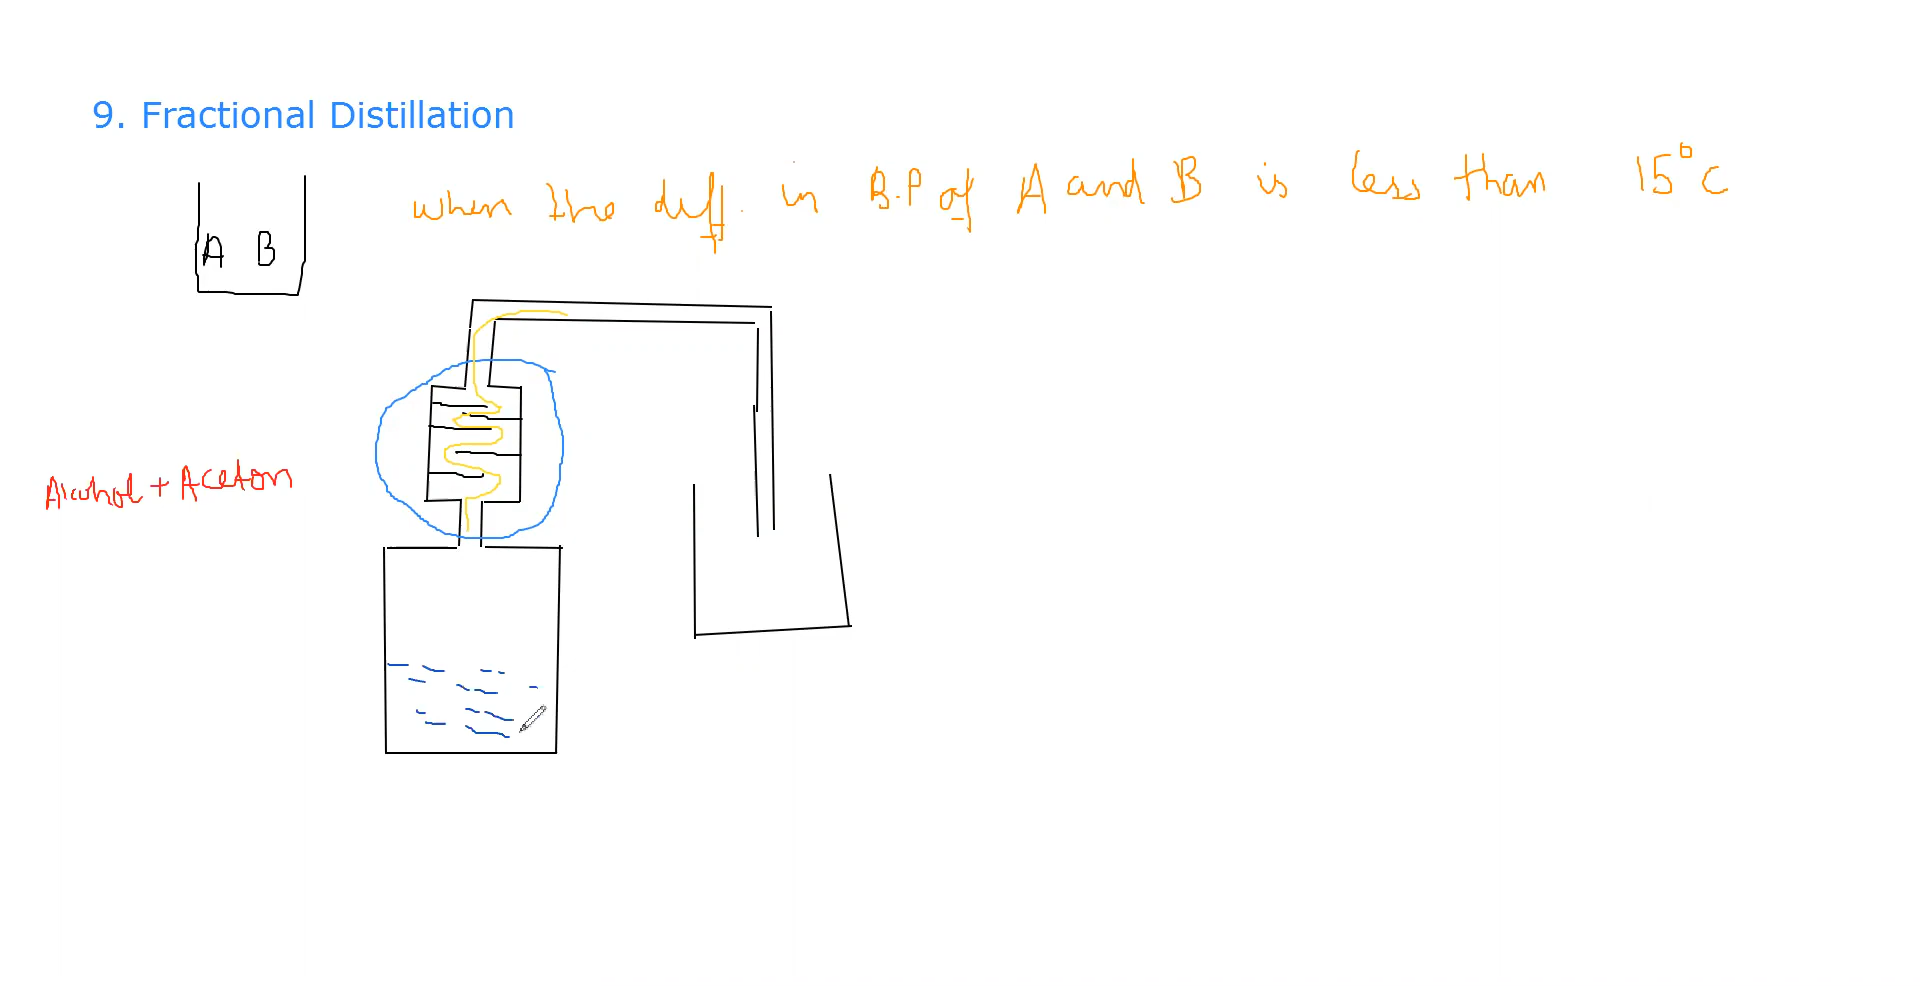 9. Fractional Distillation
when the diff. in B.P of A and B is less than 15°c
A B
Alcohol + Aceton